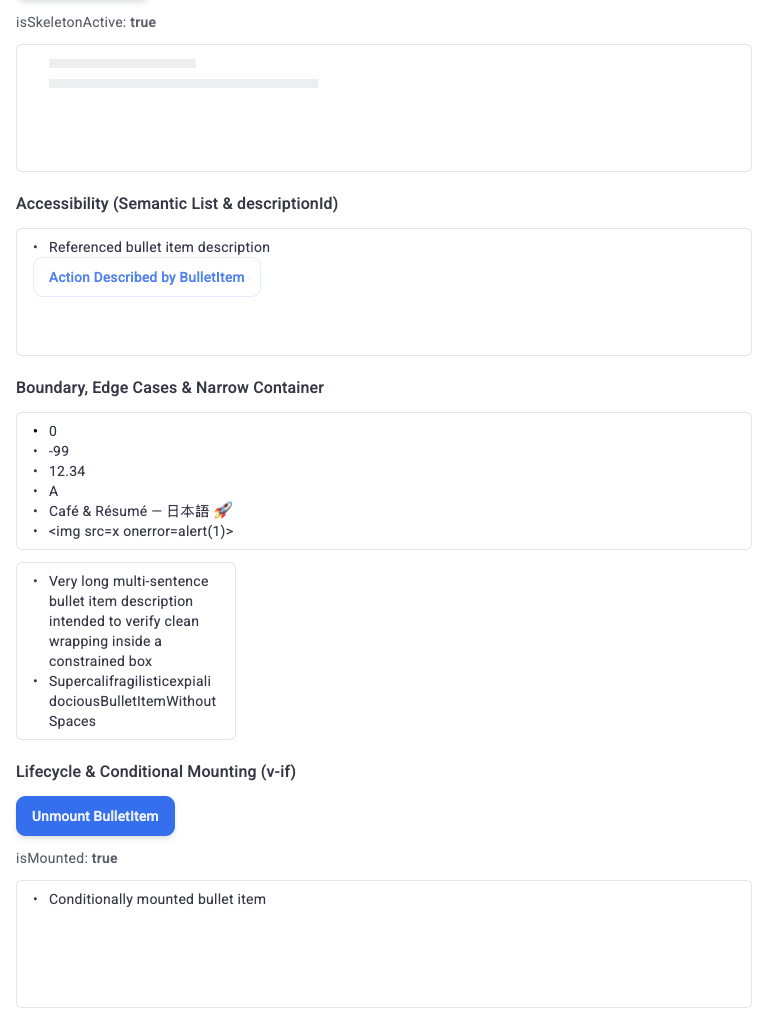 isSkeletonActive: true
Accessibility (Semantic List & descriptionId)
• Referenced bullet item description
Action Described by BulletItem
Boundary, Edge Cases & Narrow Container
• 0
• -99
• 12.34
• A
• Café & Résumé — 日本語 🚀
• <img src=x onerror=alert(1)>
• Very long multi-sentence
bullet item description
intended to verify clean
wrapping inside a
constrained box
• Supercalifragilisticexpiali
dociousBulletItemWithout
Spaces
Lifecycle & Conditional Mounting (v-if)
Unmount BulletItem
isMounted: true
• Conditionally mounted bullet item